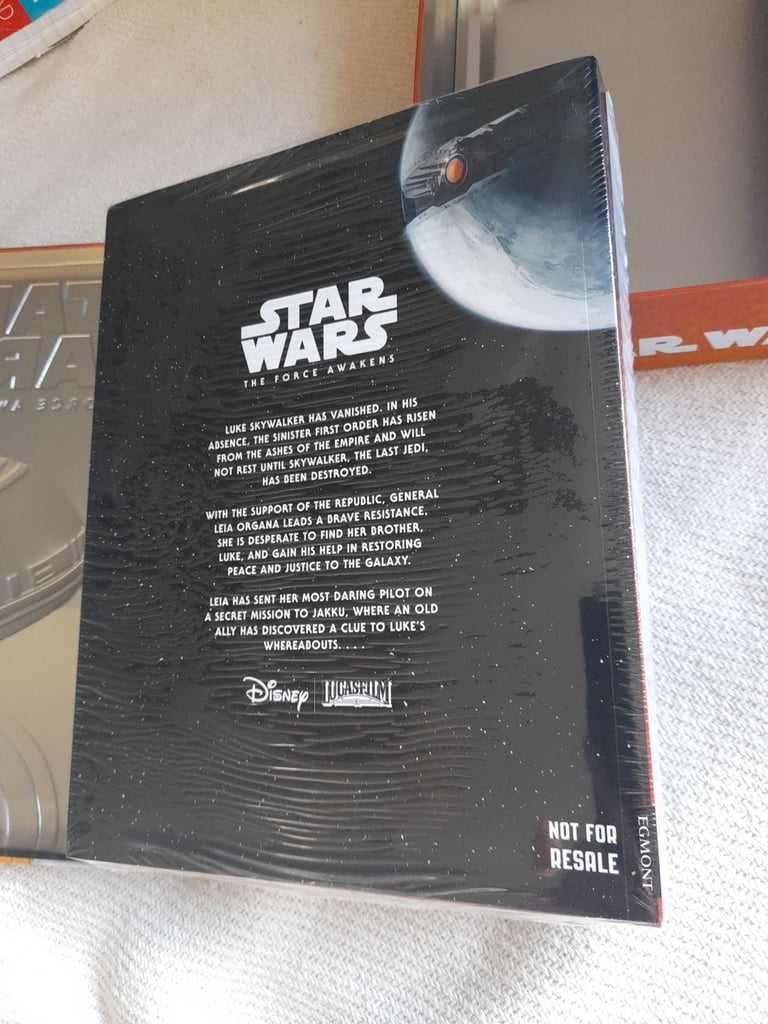 STAR
WARS
THE FORCE AWAKENS
LUKE SKYWALKER HAS VANISHED. IN HIS
ABSENCE, THE SINISTER FIRST ORDER HAS RISEN
FROM THE ASHES OF THE EMPIRE AND WILL
NOT REST UNTIL SKYWALKER, THE LAST JEDI,
HAS BEEN DESTROYED.
WITH THE SUPPORT OF THE REPUBLIC, GENERAL
LEIA ORGANA LEADS A BRAVE RESISTANCE.
SHE IS DESPERATE TO FIND HER BROTHER,
LUKE, AND GAIN HIS HELP IN RESTORING
PEACE AND JUSTICE TO THE GALAXY.
LEIA HAS SENT HER MOST DARING PILOT ON
A SECRET MISSION TO JAKKU, WHERE AN OLD
ALLY HAS DISCOVERED A CLUE TO LUKE'S
WHEREABOUTS. . . .
Disney LUCASFILM
NOT FOR
RESALE
EGMONT
R WA